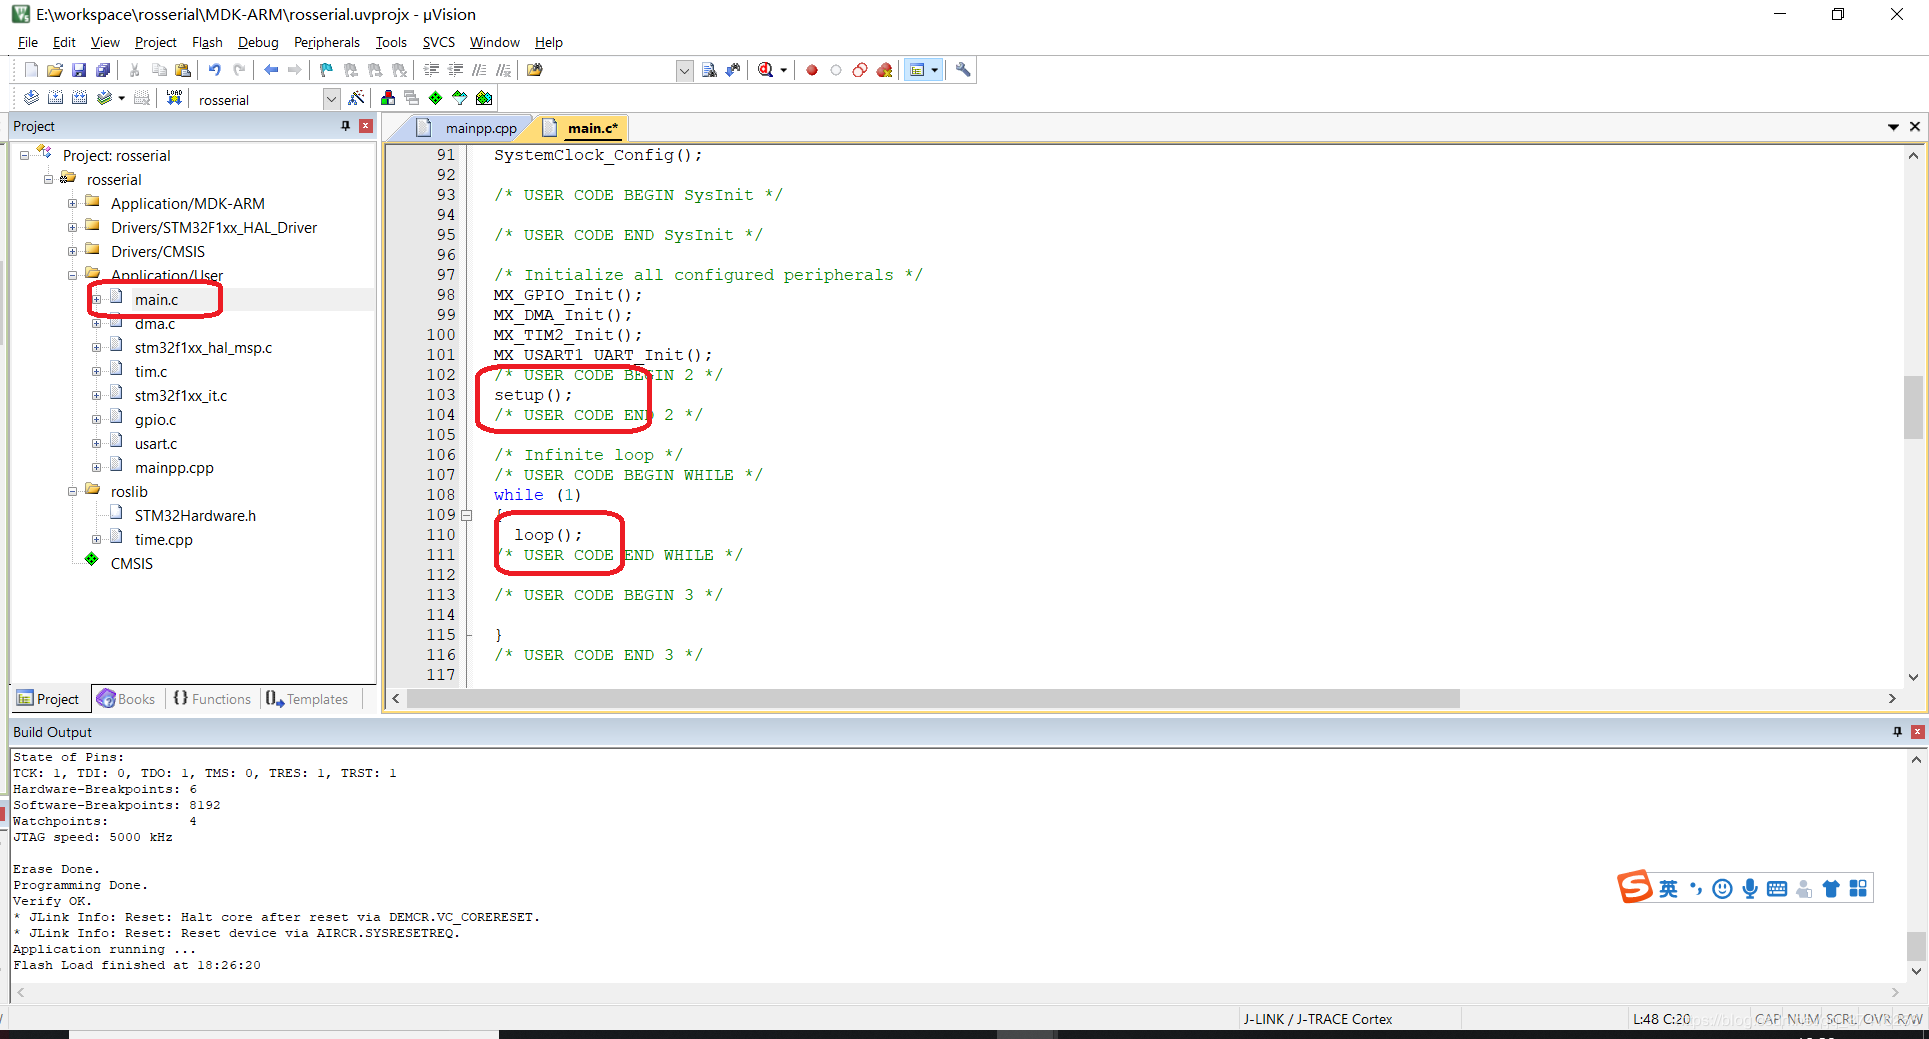 E:\workspace\rosserial\MDK-ARM\rosserial.uvprojx - µVision
File Edit View Project Flash Debug Peripherals Tools SVCS Window Help
LOAD
rosserial
Project
mainpp.cpp
main.c*
Project: rosserial
rosserial
Application/MDK-ARM
Drivers/STM32F1xx_HAL_Driver
Drivers/CMSIS
Application/User
main.c
dma.c
stm32f1xx_hal_msp.c
tim.c
stm32f1xx_it.c
gpio.c
usart.c
mainpp.cpp
roslib
STM32Hardware.h
time.cpp
CMSIS
Project Books {} Functions Templates
91 SystemClock_Config();
92
93 /* USER CODE BEGIN SysInit */
94
95 /* USER CODE END SysInit */
96
97 /* Initialize all configured peripherals */
98 MX_GPIO_Init();
99 MX_DMA_Init();
100 MX_TIM2_Init();
101 MX_USART1_UART_Init();
102 /* USER CODE BEGIN 2 */
103 setup();
104 /* USER CODE END 2 */
105
106 /* Infinite loop */
107 /* USER CODE BEGIN WHILE */
108 while (1)
109 {
110 loop();
111 /* USER CODE END WHILE */
112
113 /* USER CODE BEGIN 3 */
114
115 }
116 /* USER CODE END 3 */
117
Build Output
State of Pins:
TCK: 1, TDI: 0, TDO: 1, TMS: 0, TRES: 1, TRST: 1
Hardware-Breakpoints: 6
Software-Breakpoints: 8192
Watchpoints: 4
JTAG speed: 5000 kHz
Erase Done.
Programming Done.
Verify OK.
* JLink Info: Reset: Halt core after reset via DEMCR.VC_CORERESET.
* JLink Info: Reset: Reset device via AIRCR.SYSRESETREQ.
Application running ...
Flash Load finished at 18:26:20
英
J-LINK / J-TRACE Cortex
L:48 C:20
CAP NUM SCRL OVR R/W